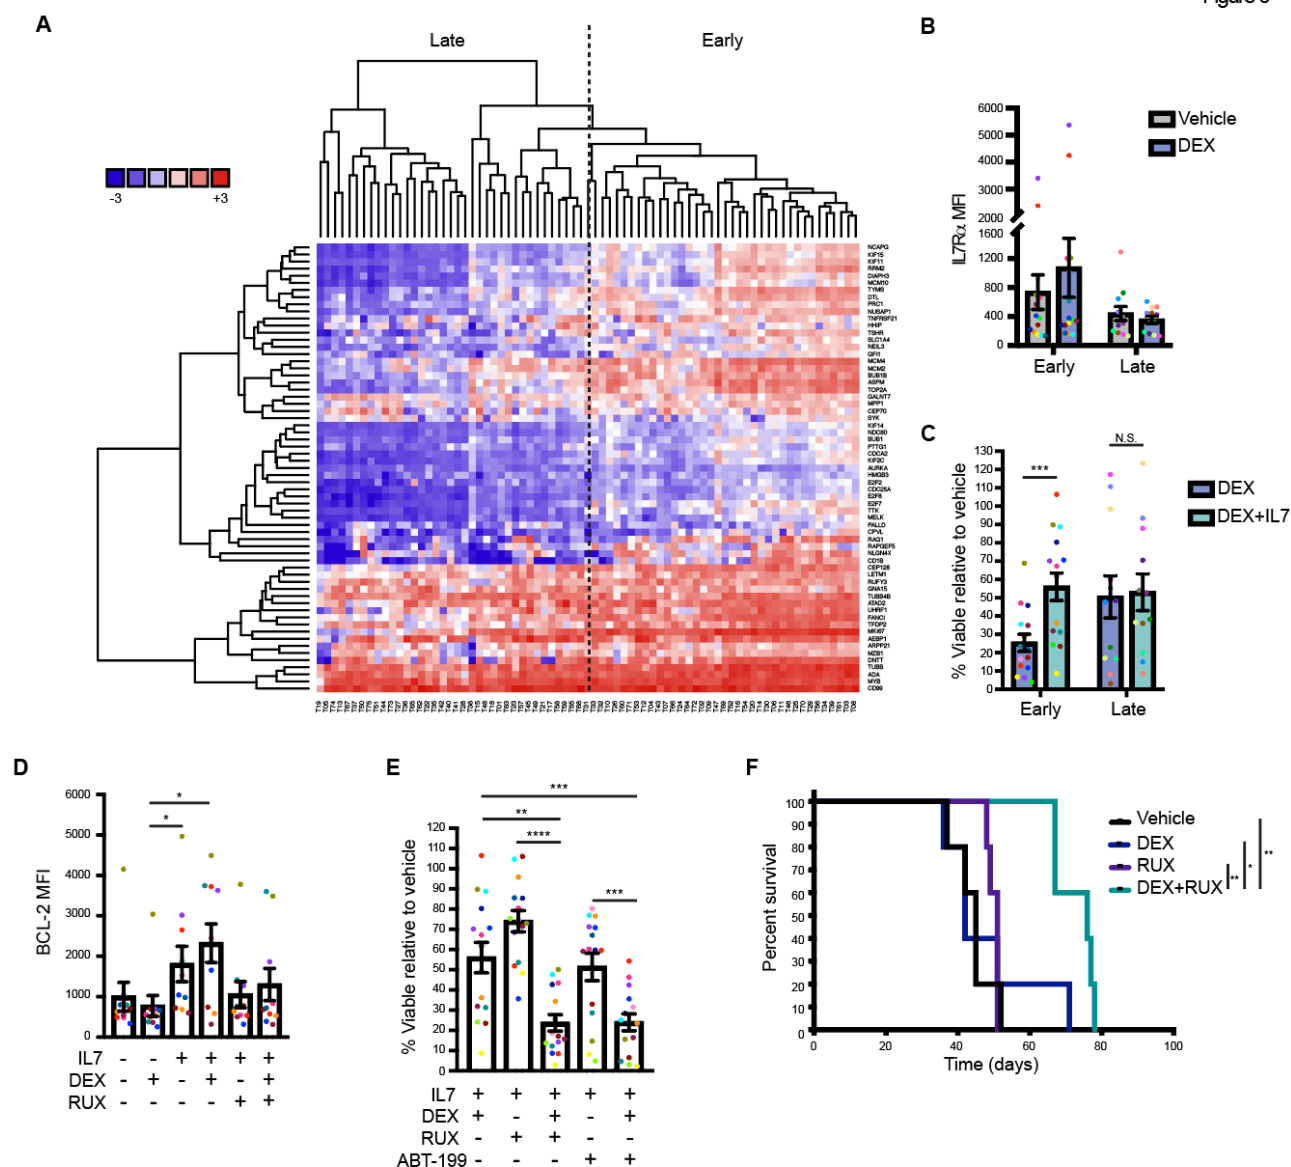 Figure
A
Late
Early
-3
+3
NCAPG
KIF15
KIF11
RRM2
DIAPH3
MCM10
TYMS
DTL
PRC1
NUSAP1
TNFRSF21
HHIP
TSHR
SLC1A4
NEIL3
GFI1
MCM4
MCM2
BUB1B
ASPM
TOP2A
GALNT7
MPP1
CEP70
SYK
KIF14
NDC80
BUB1
PTTG1
CDCA2
KIF2C
AURKA
HMGB3
E2F2
CDC25A
E2F8
E2F7
TTK
MELK
PALLD
CPVL
RAG1
RAPGEF5
NLGN4X
CD1B
CEP128
LETM1
RUFY3
GNA15
TUBB4B
ATAD2
UHRF1
FANCI
TFDP2
MKI67
AEBP1
ARPP21
MZB1
DNTT
TUBB
ADA
MYB
CD99
B
IL7Rα MFI
6000
5000
4000
3000
2000
1600
1200
800
400
0
Early
Late
Vehicle
DEX
C
% Viable relative to vehicle
130
120
110
100
90
80
70
60
50
40
30
20
10
0
***
N.S.
Early
Late
DEX
DEX+IL7
D
BCL-2 MFI
6000
5000
4000
3000
2000
1000
0
*
*
IL7 - - + + + +
DEX - + - + - +
RUX - - - - + +
E
% Viable relative to vehicle
120
110
100
90
80
70
60
50
40
30
20
10
0
***
**
****
***
IL7 + + + + +
DEX + - + - +
RUX - + + - -
ABT-199 - - - + +
F
Percent survival
100
90
80
70
60
50
40
30
20
10
0
0 20 40 60 80 100
Time (days)
Vehicle
DEX
RUX
DEX+RUX
**
*
**